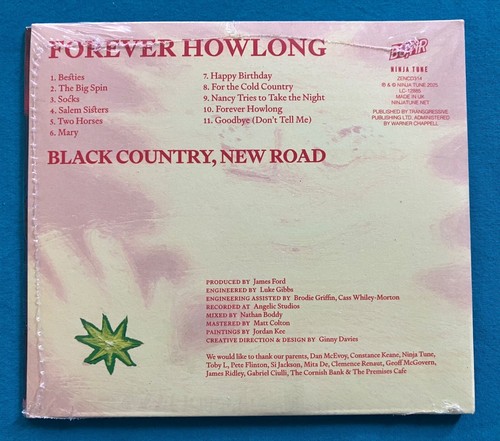 FOREVER HOWLONG
1. Besties
2. The Big Spin
3. Socks
4. Salem Sisters
5. Two Horses
6. Mary
7. Happy Birthday
8. For the Cold Country
9. Nancy Tries to Take the Night
10. Forever Howlong
11. Goodbye (Don't Tell Me)
BLACK COUNTRY, NEW ROAD
NINJA TUNE
ZENCD314
℗ & © NINJA TUNE 2025
LC-12885
MADE IN UK
NINJATUNE.NET
PUBLISHED BY TRANSGRESSIVE
PUBLISHING LTD, ADMINISTERED
BY WARNER CHAPPELL
PRODUCED BY James Ford
ENGINEERED BY Luke Gibbs
ENGINEERING ASSISTED BY Brodie Griffin, Cass Whiley-Morton
RECORDED AT Angelic Studios
MIXED BY Nathan Boddy
MASTERED BY Matt Colton
PAINTINGS BY Jordan Kee
CREATIVE DIRECTION & DESIGN BY Ginny Davies
We would like to thank our parents, Dan McEvoy, Constance Keane, Ninja Tune,
Toby L, Pete Flinton, Si Jackson, Mita De, Clemence Renaut, Geoff McGovern,
James Ridley, Gabriel Ciulli, The Cornish Bank & The Premises Cafe